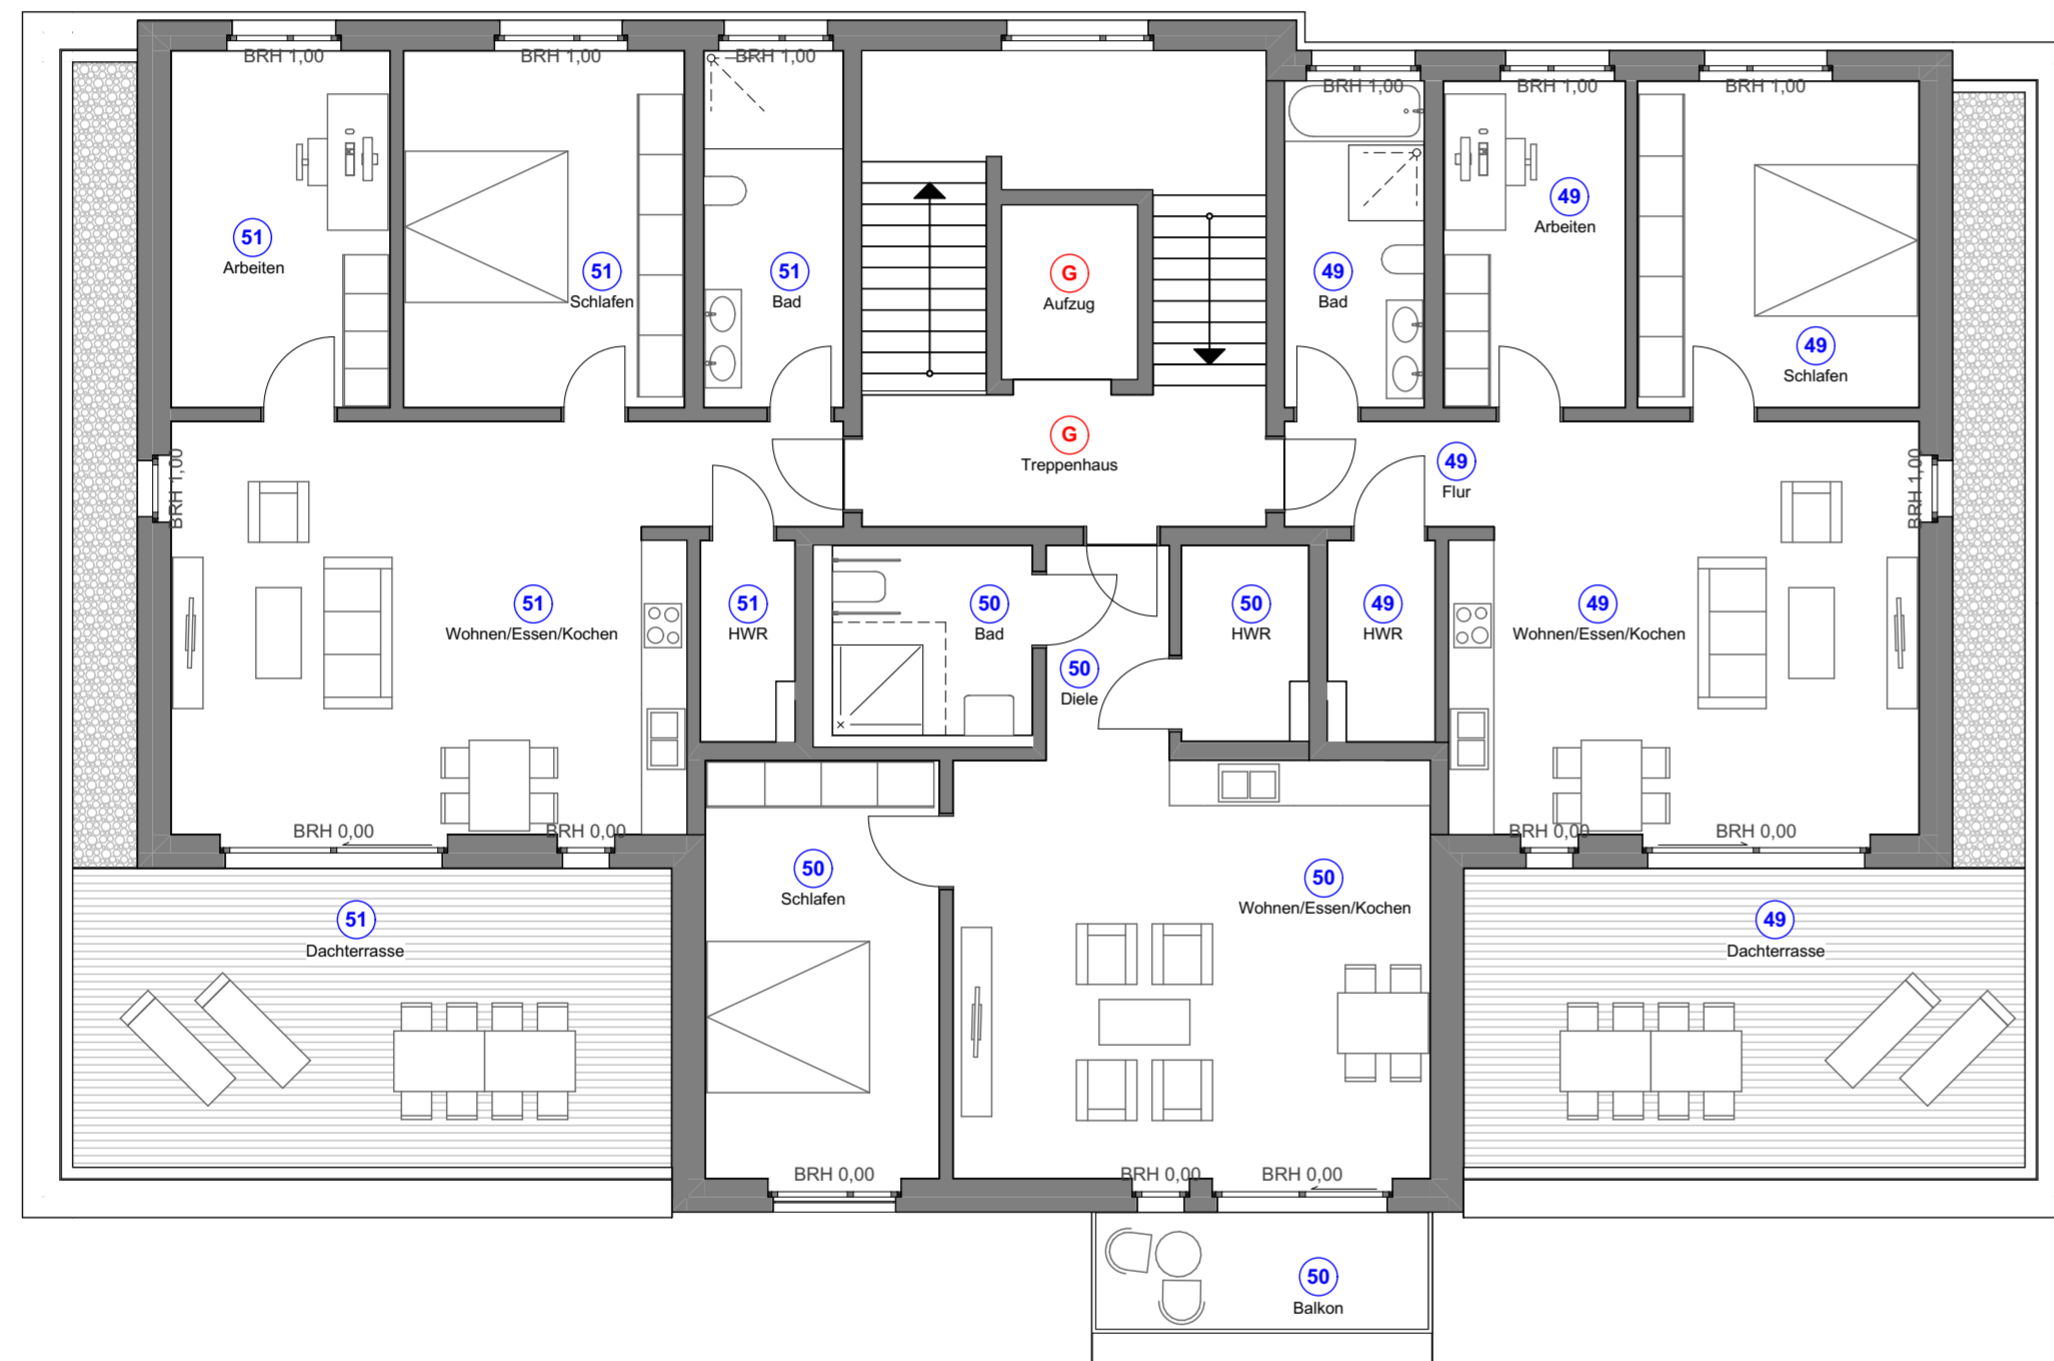 BRH 1,00
BRH 1,00
BRH 1,00
BRH 1,00
BRH 1,00
BRH 1,00
51
Arbeiten
51
Schlafen
51
Bad
G
Aufzug
49
Bad
49
Arbeiten
49
Schlafen
BRH 1,00
G
Treppenhaus
49
Flur
BRH 1,00
51
Wohnen/Essen/Kochen
51
HWR
50
Bad
50
Diele
50
HWR
49
HWR
49
Wohnen/Essen/Kochen
BRH 0,00
BRH 0,00
BRH 0,00
BRH 0,00
51
Dachterrasse
50
Schlafen
50
Wohnen/Essen/Kochen
49
Dachterrasse
BRH 0,00
BRH 0,00
BRH 0,00
50
Balkon